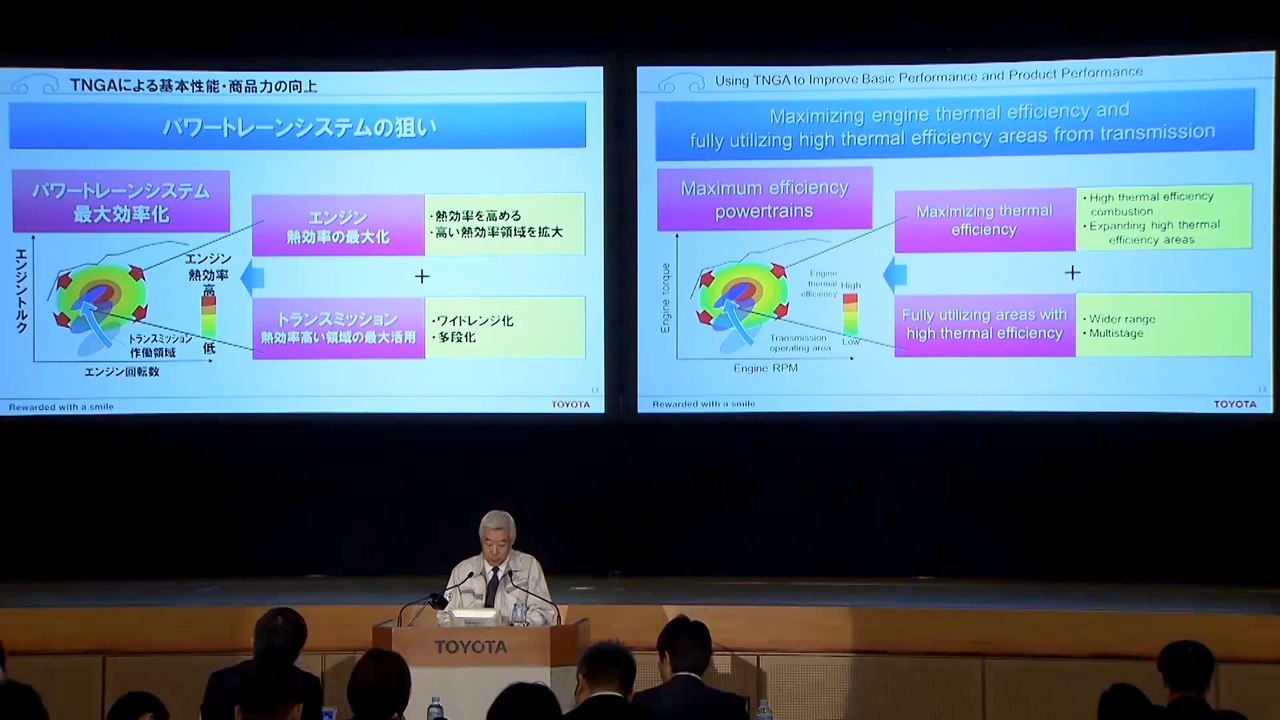 TNGAによる基本性能・商品力の向上
パワートレーンシステムの狙い
パワートレーンシステム
最大効率化
エンジン
熱効率の最大化
・熱効率を高める
・高い熱効率領域を拡大
+
トランスミッション
熱効率高い領域の最大活用
・ワイドレンジ化
・多段化
エンジントルク
エンジン
熱効率
高
低
トランスミッション
作働領域
エンジン回転数
13
Rewarded with a smile
TOYOTA
Using TNGA to Improve Basic Performance and Product Performance
Maximizing engine thermal efficiency and
fully utilizing high thermal efficiency areas from transmission
Maximum efficiency
powertrains
Maximizing thermal
efficiency
• High thermal efficiency
combustion
• Expanding high thermal
efficiency areas
+
Fully utilizing areas with
high thermal efficiency
• Wider range
• Multistage
Engine torque
Engine
thermal
efficiency
High
Low
Transmission
operating area
Engine RPM
13
Rewarded with a smile
TOYOTA
TOYOTA